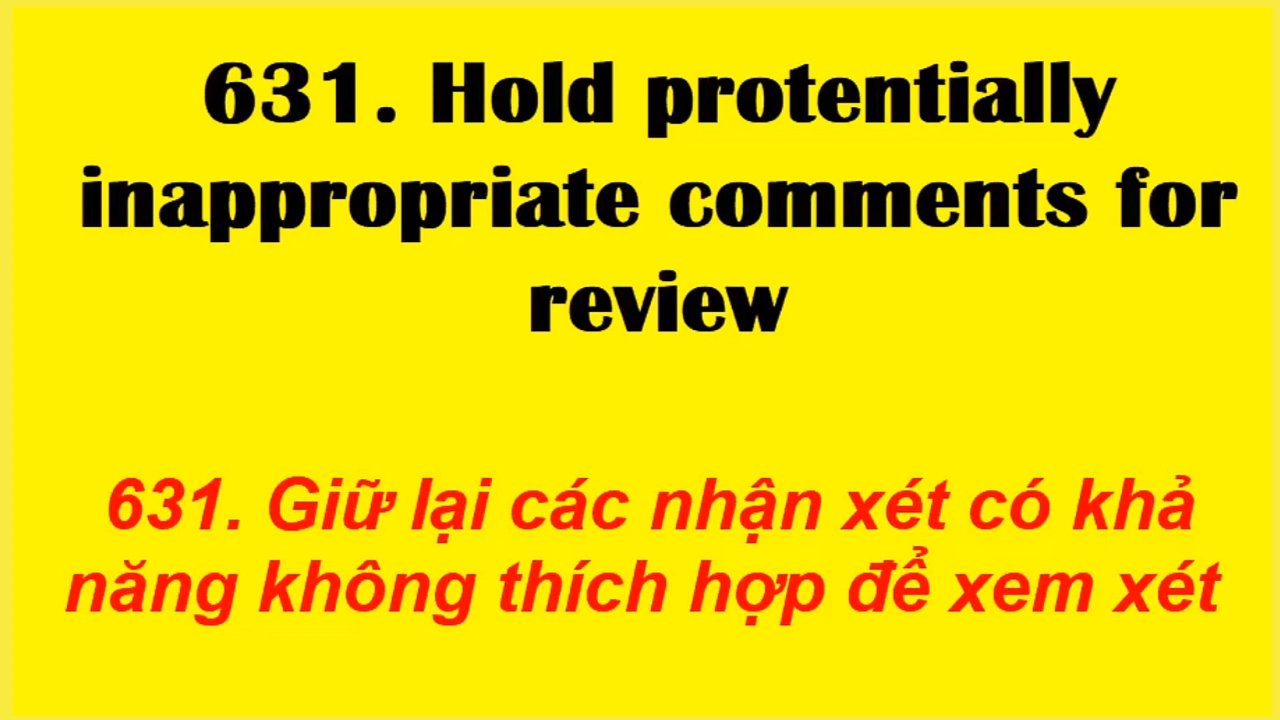 631. Hold protentially
inappropriate comments for
review
631. Giữ lại các nhận xét có khả
năng không thích hợp để xem xét